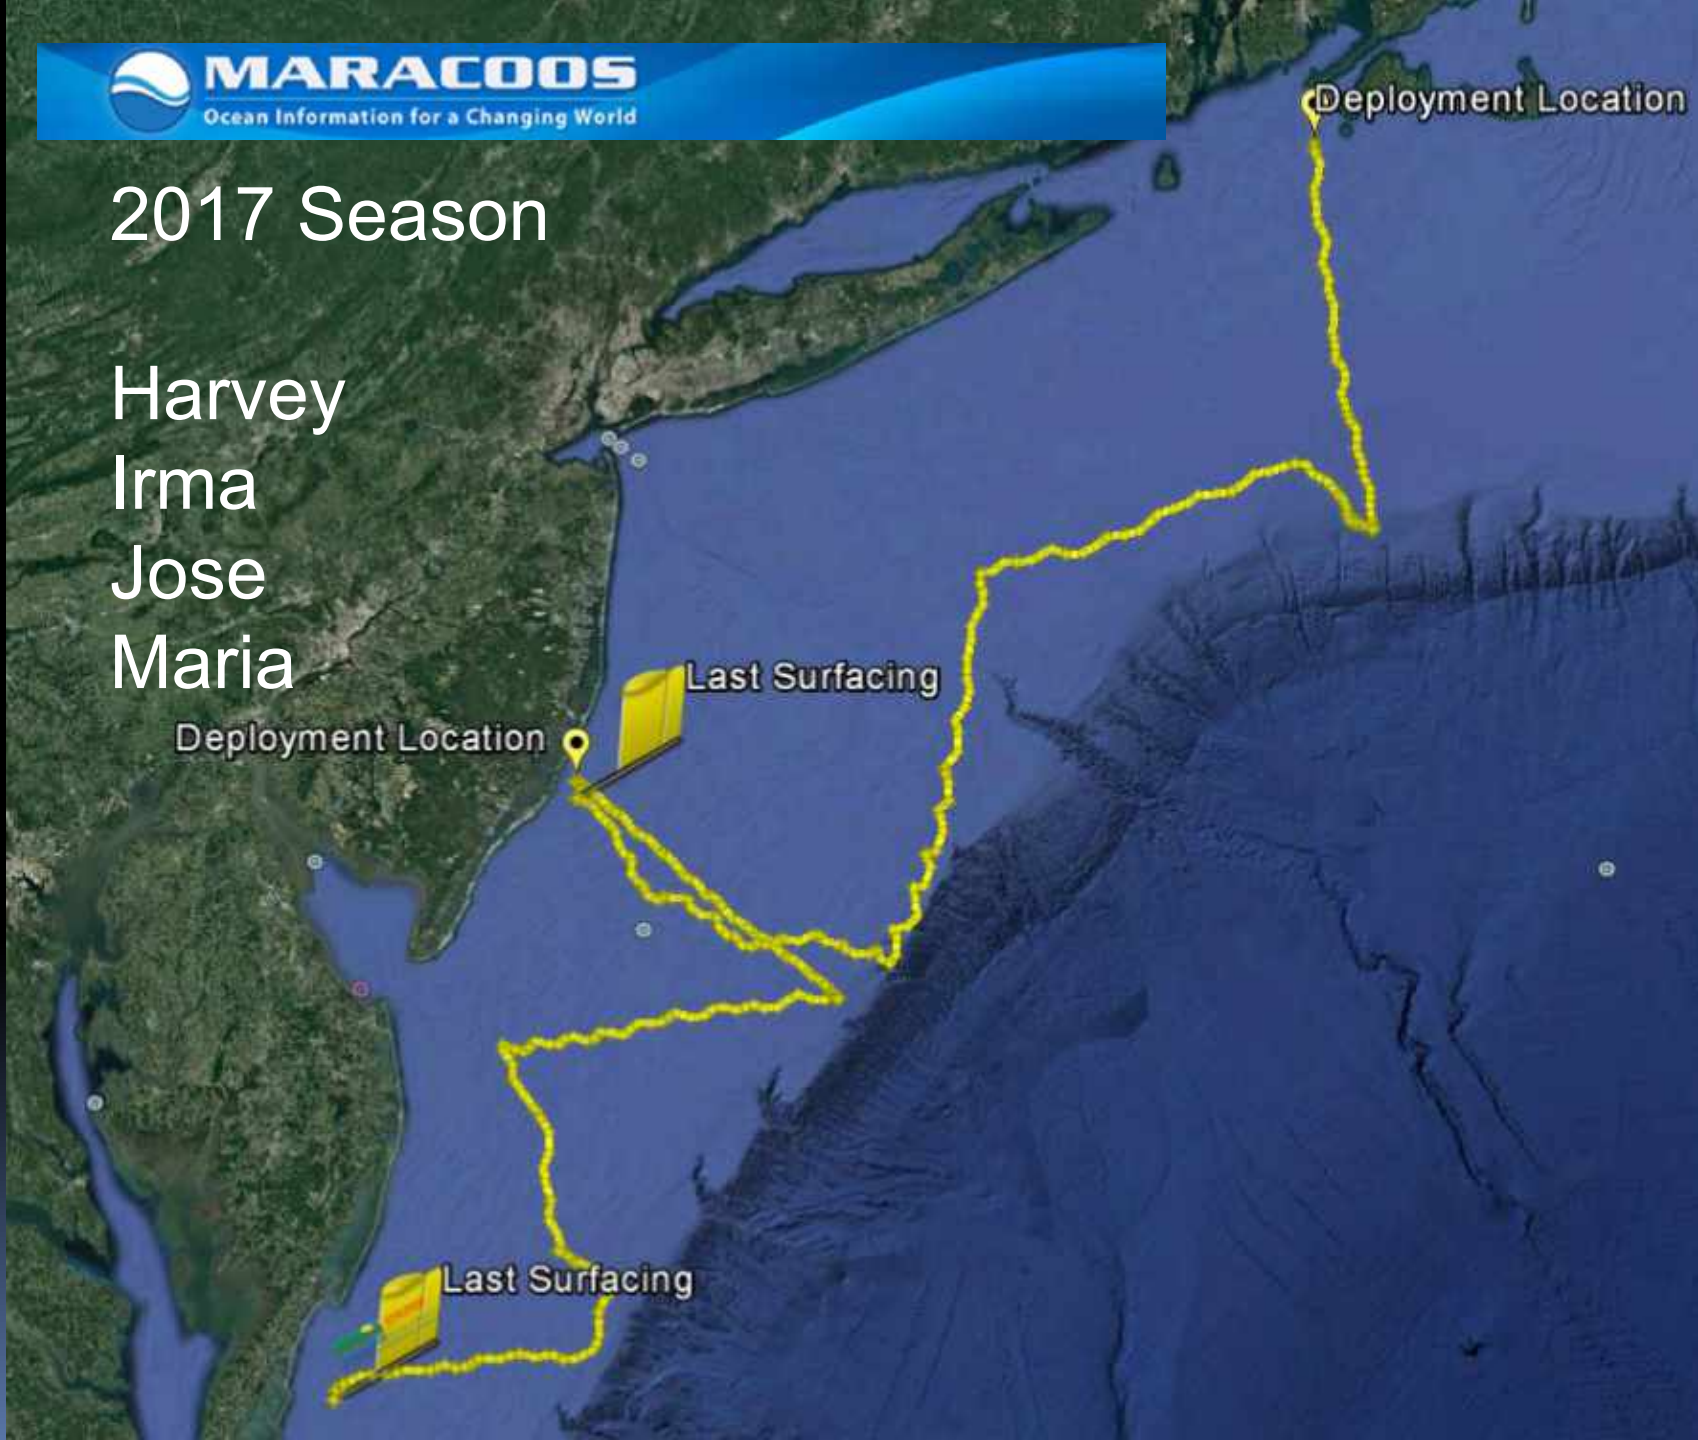 MARACOOS
Ocean Information for a Changing World
Deployment Location
2017 Season
Harvey
Irma
Jose
Maria
Last Surfacing
Deployment Location
Last Surfacing